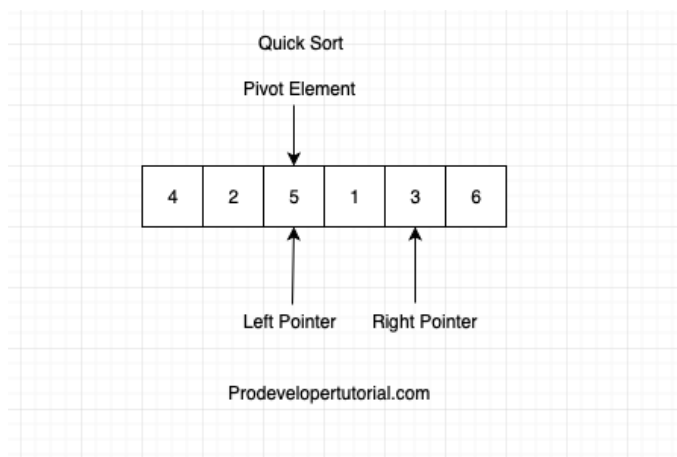 Quick Sort
Pivot Element
4 2 5 1 3 6
Left Pointer Right Pointer
Prodevelopertutorial.com